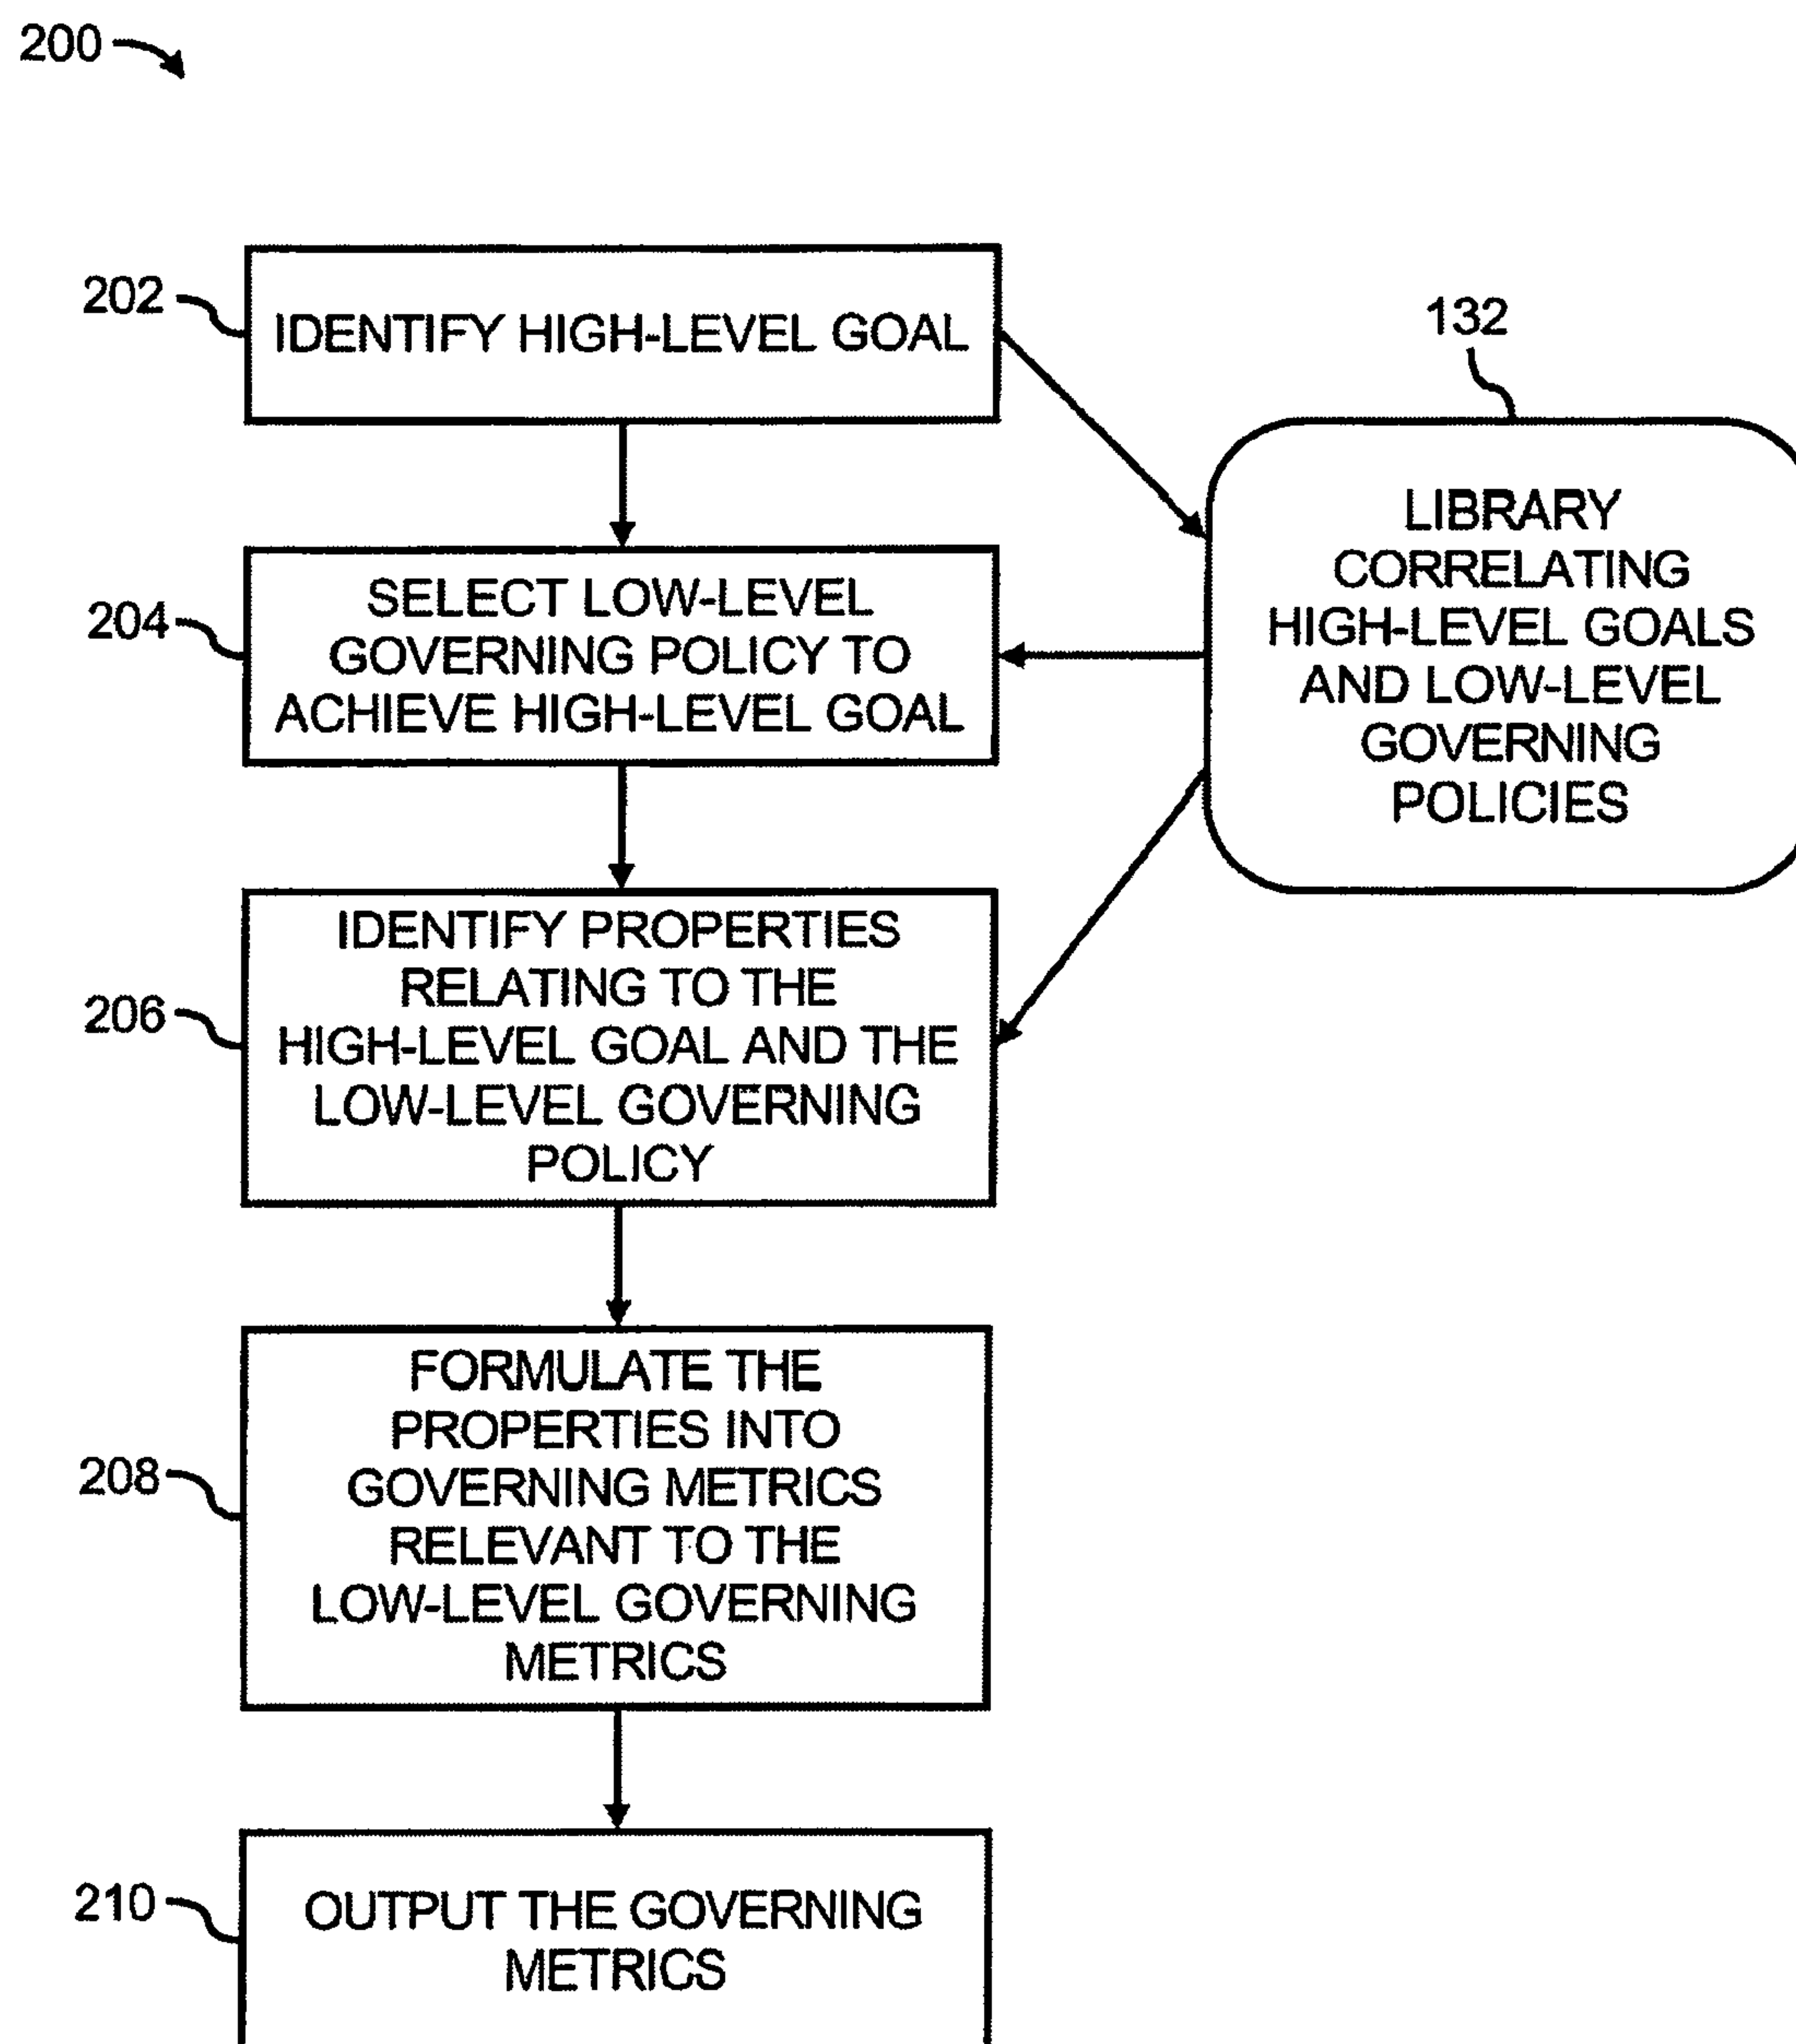 200
202
IDENTIFY HIGH-LEVEL GOAL
132
LIBRARY
CORRELATING
HIGH-LEVEL GOALS
AND LOW-LEVEL
GOVERNING
POLICIES
204
SELECT LOW-LEVEL
GOVERNING POLICY TO
ACHIEVE HIGH-LEVEL GOAL
206
IDENTIFY PROPERTIES
RELATING TO THE
HIGH-LEVEL GOAL AND THE
LOW-LEVEL GOVERNING
POLICY
208
FORMULATE THE
PROPERTIES INTO
GOVERNING METRICS
RELEVANT TO THE
LOW-LEVEL GOVERNING
METRICS
210
OUTPUT THE GOVERNING
METRICS